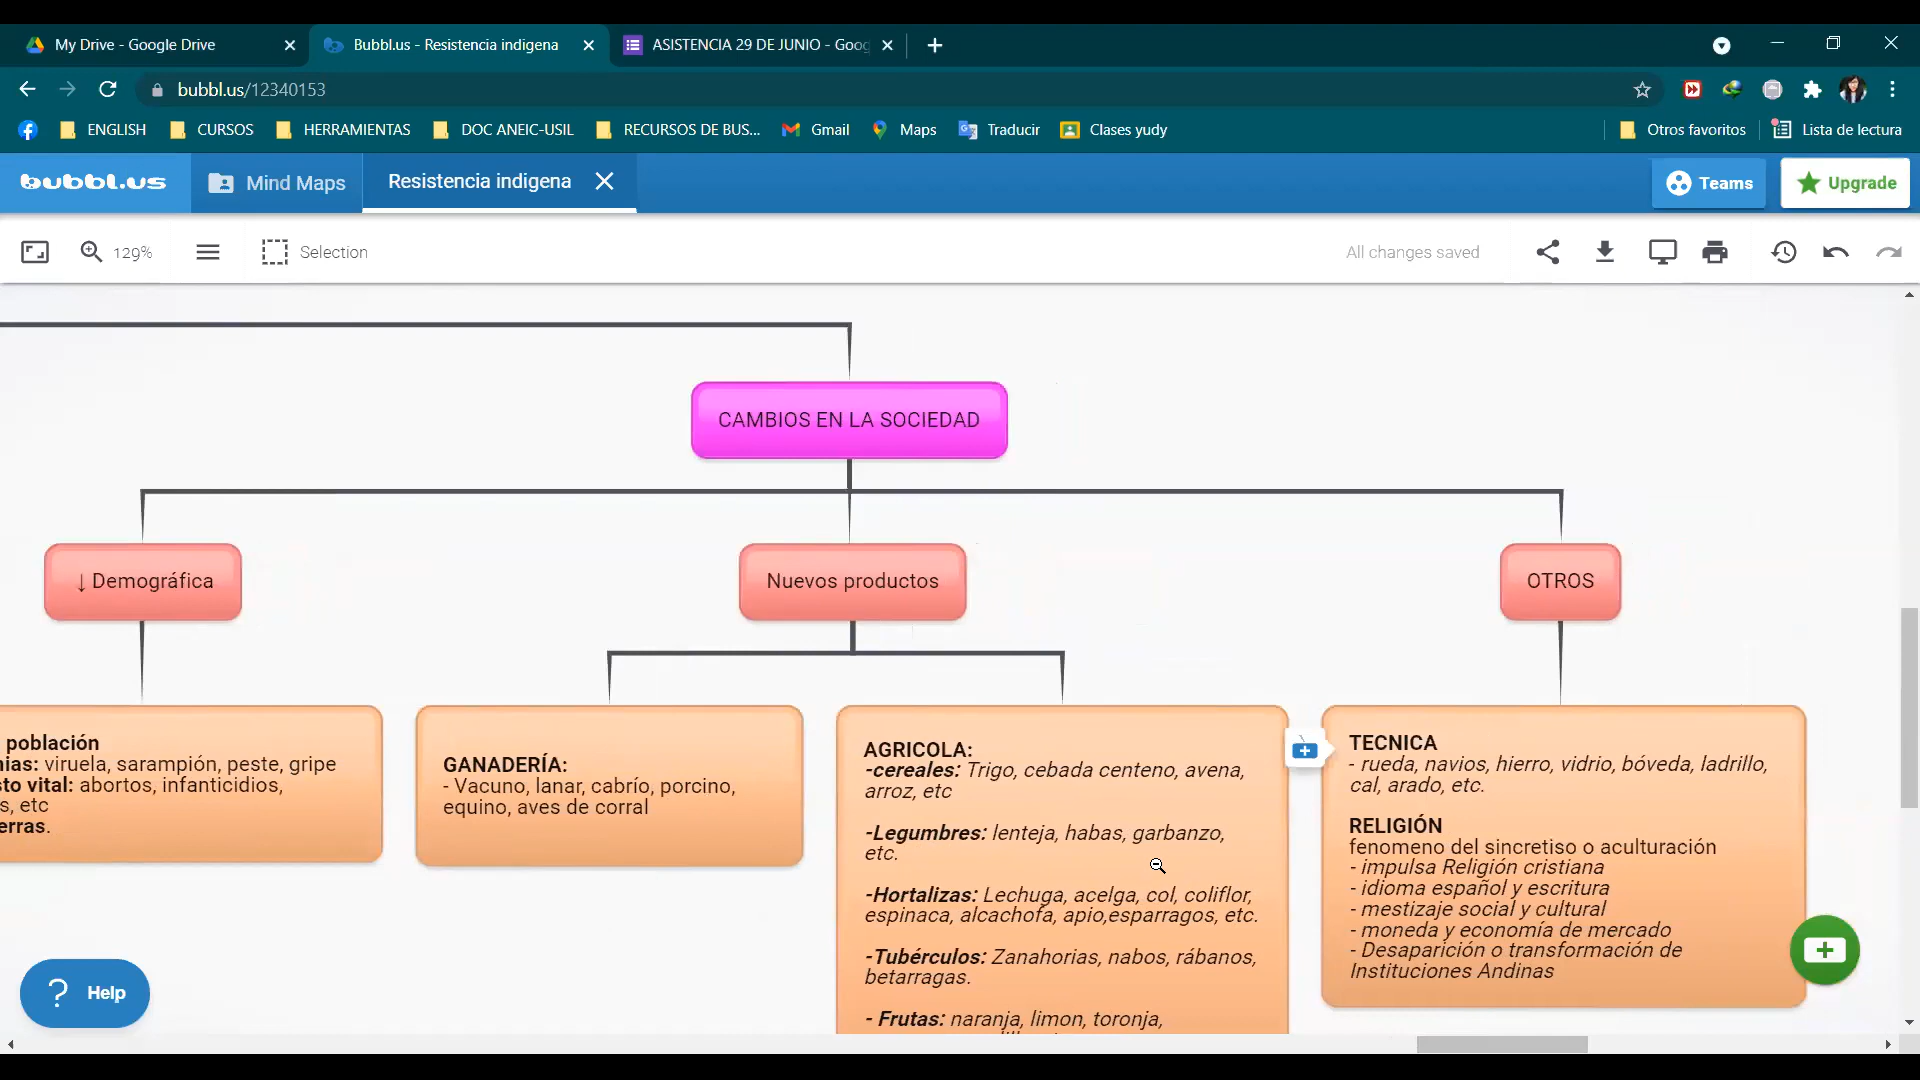 My Drive - Google Drive
Bubbl.us - Resistencia indigena
ASISTENCIA 29 DE JUNIO - Goog
bubbl.us/12340153
ENGLISH
CURSOS
HERRAMIENTAS
DOC ANEIC-USIL
RECURSOS DE BUS...
Gmail
Maps
Traducir
Clases yudy
Otros favoritos
Lista de lectura
bubbl.us
Mind Maps
Resistencia indigena
Teams
Upgrade
129%
Selection
All changes saved
CAMBIOS EN LA SOCIEDAD
↓ Demográfica
Nuevos productos
OTROS
población
nias: viruela, sarampión, peste, gripe
sto vital: abortos, infanticidios,
s, etc
erras.
GANADERÍA:
- Vacuno, lanar, cabrío, porcino,
equino, aves de corral
AGRICOLA:
-cereales: Trigo, cebada centeno, avena,
arroz, etc
-Legumbres: lenteja, habas, garbanzo,
etc.
-Hortalizas: Lechuga, acelga, col, coliflor,
espinaca, alcachofa, apio,esparragos, etc.
-Tubérculos: Zanahorias, nabos, rábanos,
betarragas.
- Frutas: naranja, limon, toronja,
TECNICA
- rueda, navios, hierro, vidrio, bóveda, ladrillo,
cal, arado, etc.
RELIGIÓN
fenomeno del sincretiso o aculturación
- impulsa Religión cristiana
- idioma español y escritura
- mestizaje social y cultural
- moneda y economía de mercado
- Desaparición o transformación de
Instituciones Andinas
? Help